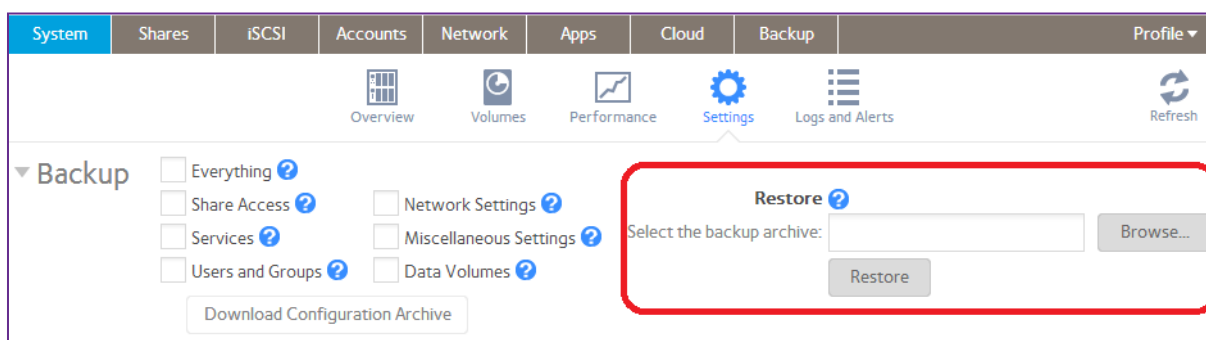 System Shares iSCSI Accounts Network Apps Cloud Backup Profile
Overview Volumes Performance Settings Logs and Alerts Refresh
Backup
Everything ?
Share Access ? Network Settings ?
Services ? Miscellaneous Settings ?
Users and Groups ? Data Volumes ?
Download Configuration Archive
Restore ?
Select the backup archive: Browse...
Restore